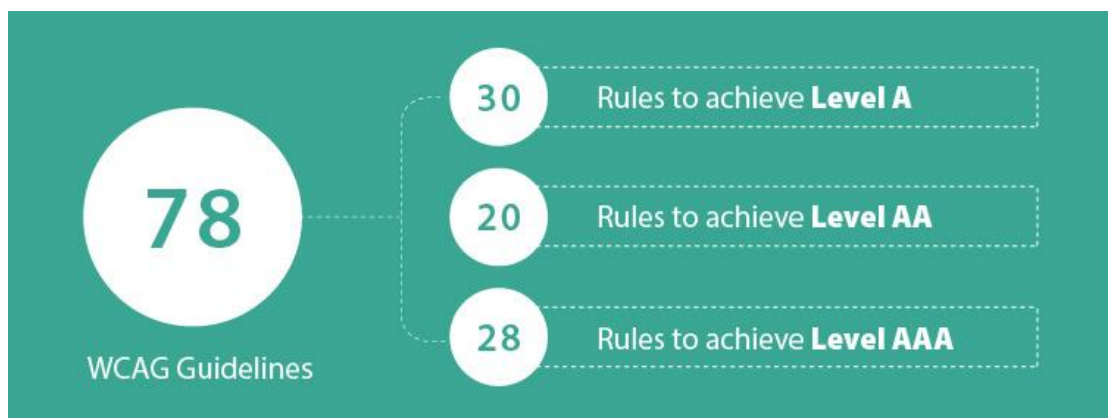 78
WCAG Guidelines
30
Rules to achieve Level A
20
Rules to achieve Level AA
28
Rules to achieve Level AAA